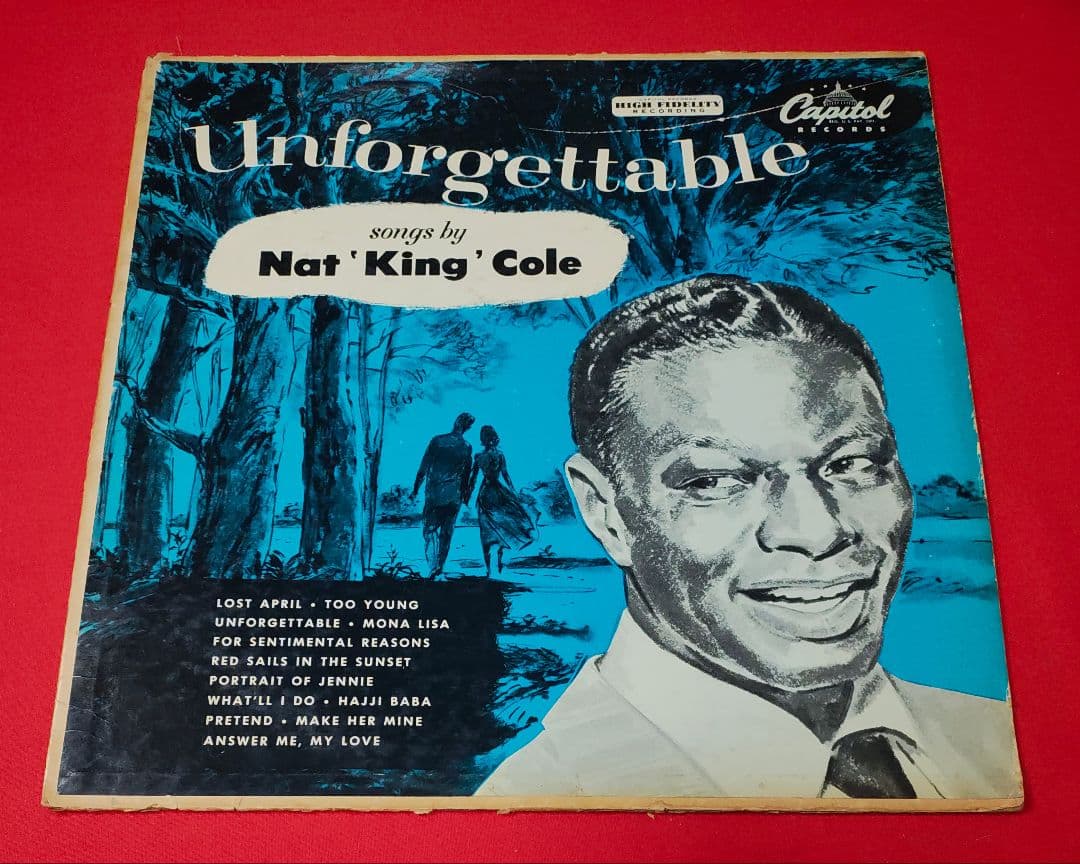 HIGH FIDELITY
RECORDING
Capitol
RECORDS
Unforgettable
songs by
Nat 'King' Cole
LOST APRIL • TOO YOUNG
UNFORGETTABLE • MONA LISA
FOR SENTIMENTAL REASONS
RED SAILS IN THE SUNSET
PORTRAIT OF JENNIE
WHAT'LL I DO • HAJJI BABA
PRETEND • MAKE HER MINE
ANSWER ME, MY LOVE